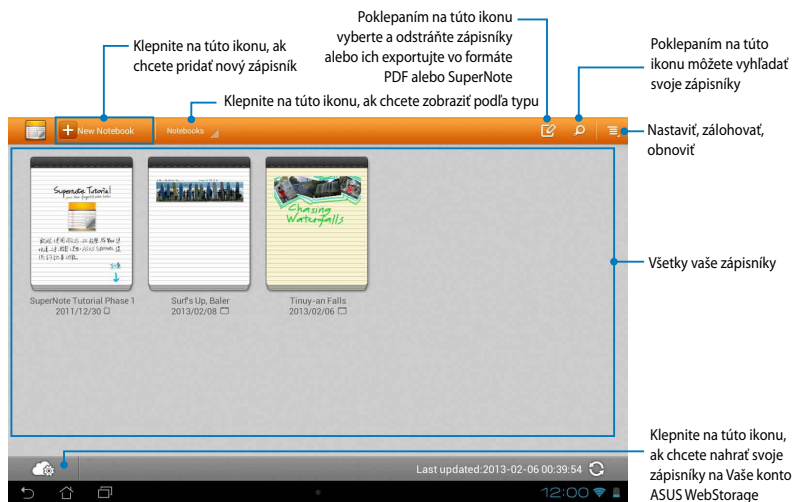 Poklepaním na túto ikonu
vyberte a odstráňte zápisníky
alebo ich exportujte vo formáte
PDF alebo SuperNote
Klepnite na túto ikonu, ak
chcete pridať nový zápisník
Poklepaním na túto
ikonu môžete vyhľadať
svoje zápisníky
Klepnite na túto ikonu, ak chcete zobraziť podľa typu
New Notebook
Notebooks
Nastaviť, zálohovať,
obnoviť
Supernote Tutorial
Chasing
Waterfalls
Všetky vaše zápisníky
SuperNote Tutorial Phase 1
2011/12/30
Surf's Up, Baler
2013/02/08
Tinuy-an Falls
2013/02/06
Klepnite na túto ikonu,
ak chcete nahrať svoje
zápisníky na Vaše konto
ASUS WebStorage
Last updated:2013-02-06 00:39:54
12:00